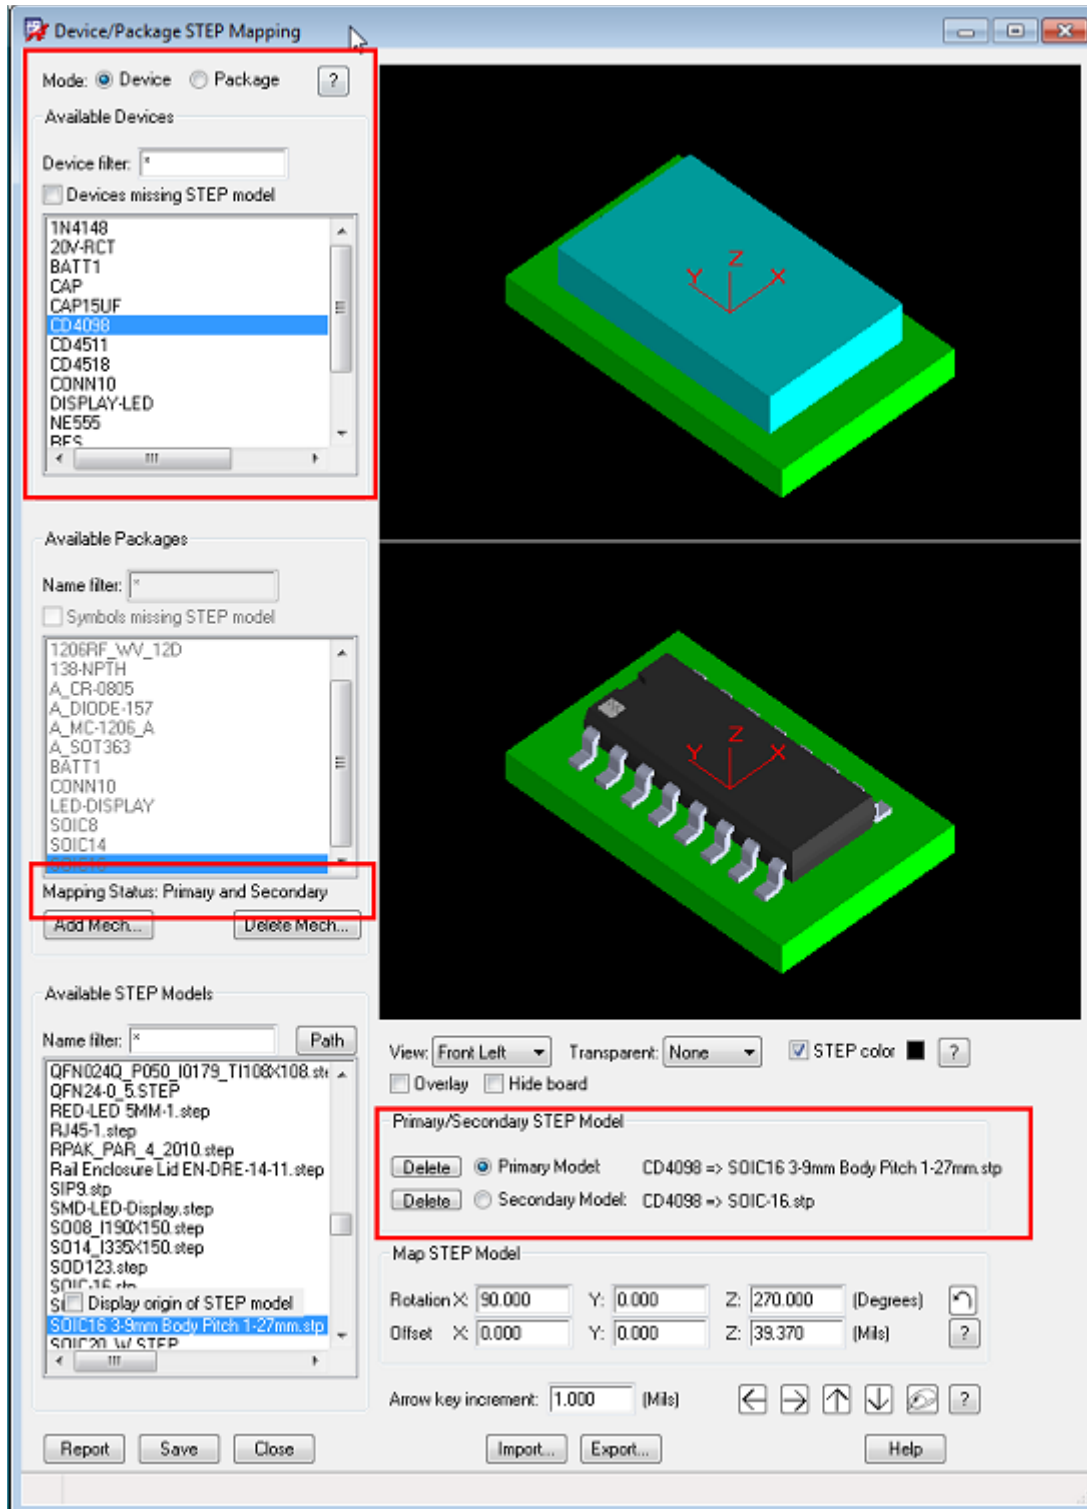 Device/Package STEP Mapping
Mode: Device Package ?
Available Devices
Device filter: *
Devices missing STEP model
1N4148
20V-RCT
BATT1
CAP
CAP15UF
CD4098
CD4511
CD4518
CONN10
DISPLAY-LED
NE555
RES
Available Packages
Name filter: *
Symbols missing STEP model
1206RF_WV_12D
138-NPTH
A_CR-0805
A_DIODE-157
A_MC-1206_A
A_SOT363
BATT1
CONN10
LED-DISPLAY
SOIC8
SOIC14
SOIC16
Mapping Status: Primary and Secondary
Add Mech... Delete Mech...
Available STEP Models
Name filter: * Path
QFN024Q_P050_I0179_TI108X108.ste
QFN24-0_5.STEP
RED-LED 5MM-1.step
RJ45-1.step
RPAK_PAR_4_2010.step
Rail Enclosure Lid EN-DRE-14-11.step
SIP9.stp
SMD-LED-Display.step
SO08_I190X150.step
SO14_I335X150.step
SOD123.step
SOIC-16.stp
Display origin of STEP model
SOIC16 3-9mm Body Pitch 1-27mm.stp
SOIC20_W.STEP
Report Save Close
Y Z X
Y Z X
View: Front Left Transparent: None STEP color ?
Overlay Hide board
Primary/Secondary STEP Model
Delete Primary Model: CD4098 => SOIC16 3-9mm Body Pitch 1-27mm.stp
Delete Secondary Model: CD4098 => SOIC-16.stp
Map STEP Model
Rotation X: 90.000 Y: 0.000 Z: 270.000 (Degrees)
Offset X: 0.000 Y: 0.000 Z: 39.370 (Mils) ?
Arrow key increment: 1.000 (Mils) ?
Import... Export... Help